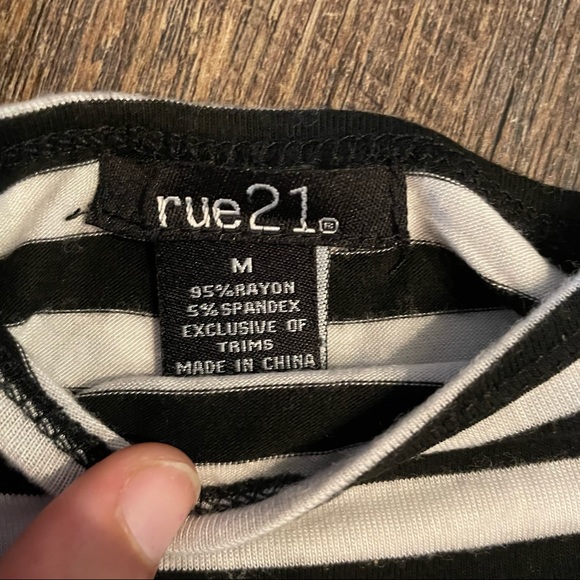 rue21®
M
95%RAYON
5%SPANDEX
EXCLUSIVE OF
TRIMS
MADE IN CHINA